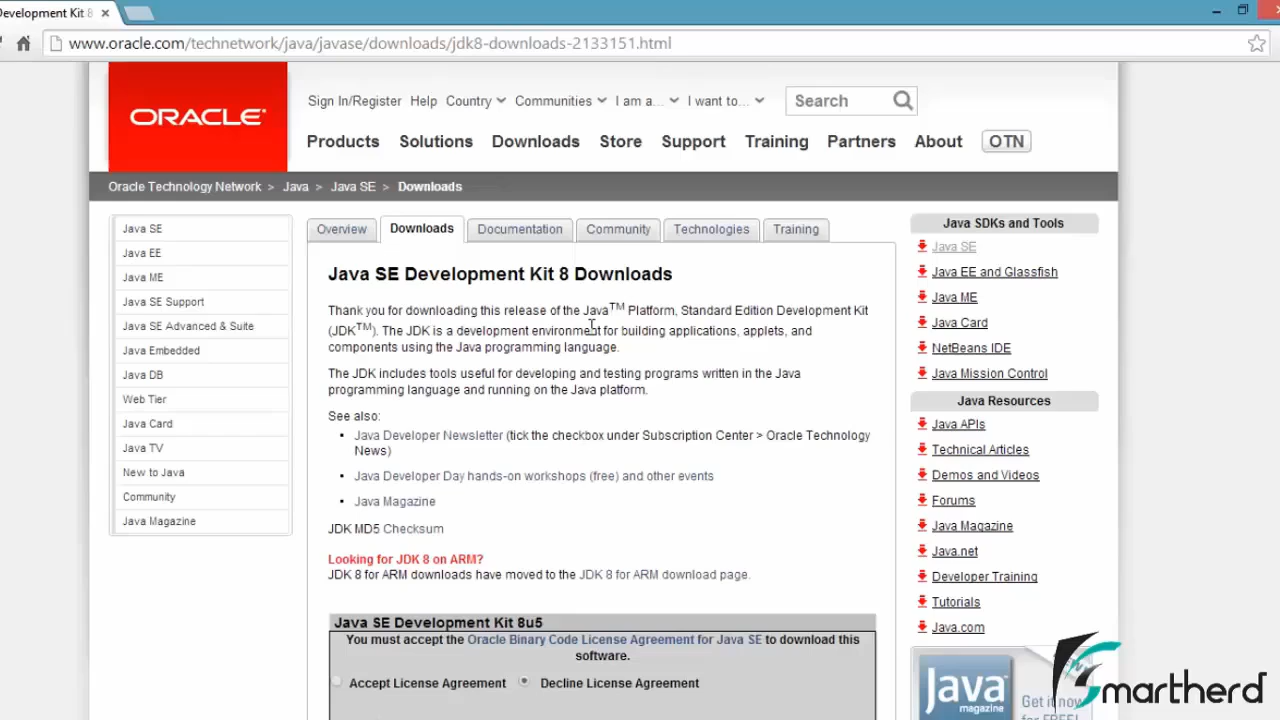 Development Kit 8
www.oracle.com/technetwork/java/javase/downloads/jdk8-downloads-2133151.html
ORACLE
Sign In/Register Help Country Communities I am a... I want to... Search
Products Solutions Downloads Store Support Training Partners About OTN
Oracle Technology Network > Java > Java SE > Downloads
Java SE
Java EE
Java ME
Java SE Support
Java SE Advanced & Suite
Java Embedded
Java DB
Web Tier
Java Card
Java TV
New to Java
Community
Java Magazine
Overview Downloads Documentation Community Technologies Training
Java SE Development Kit 8 Downloads
Thank you for downloading this release of the Java™ Platform, Standard Edition Development Kit
(JDK™). The JDK is a development environment for building applications, applets, and
components using the Java programming language.
The JDK includes tools useful for developing and testing programs written in the Java
programming language and running on the Java platform.
See also:
• Java Developer Newsletter (tick the checkbox under Subscription Center > Oracle Technology
News)
• Java Developer Day hands-on workshops (free) and other events
• Java Magazine
JDK MD5 Checksum
Looking for JDK 8 on ARM?
JDK 8 for ARM downloads have moved to the JDK 8 for ARM download page.
Java SE Development Kit 8u5
You must accept the Oracle Binary Code License Agreement for Java SE to download this
software.
Accept License Agreement Decline License Agreement
Java SDKs and Tools
Java SE
Java EE and Glassfish
Java ME
Java Card
NetBeans IDE
Java Mission Control
Java Resources
Java APIs
Technical Articles
Demos and Videos
Forums
Java Magazine
Java.net
Developer Training
Tutorials
Java.com
Java
magazine
Get it now
for FREE!
martherd